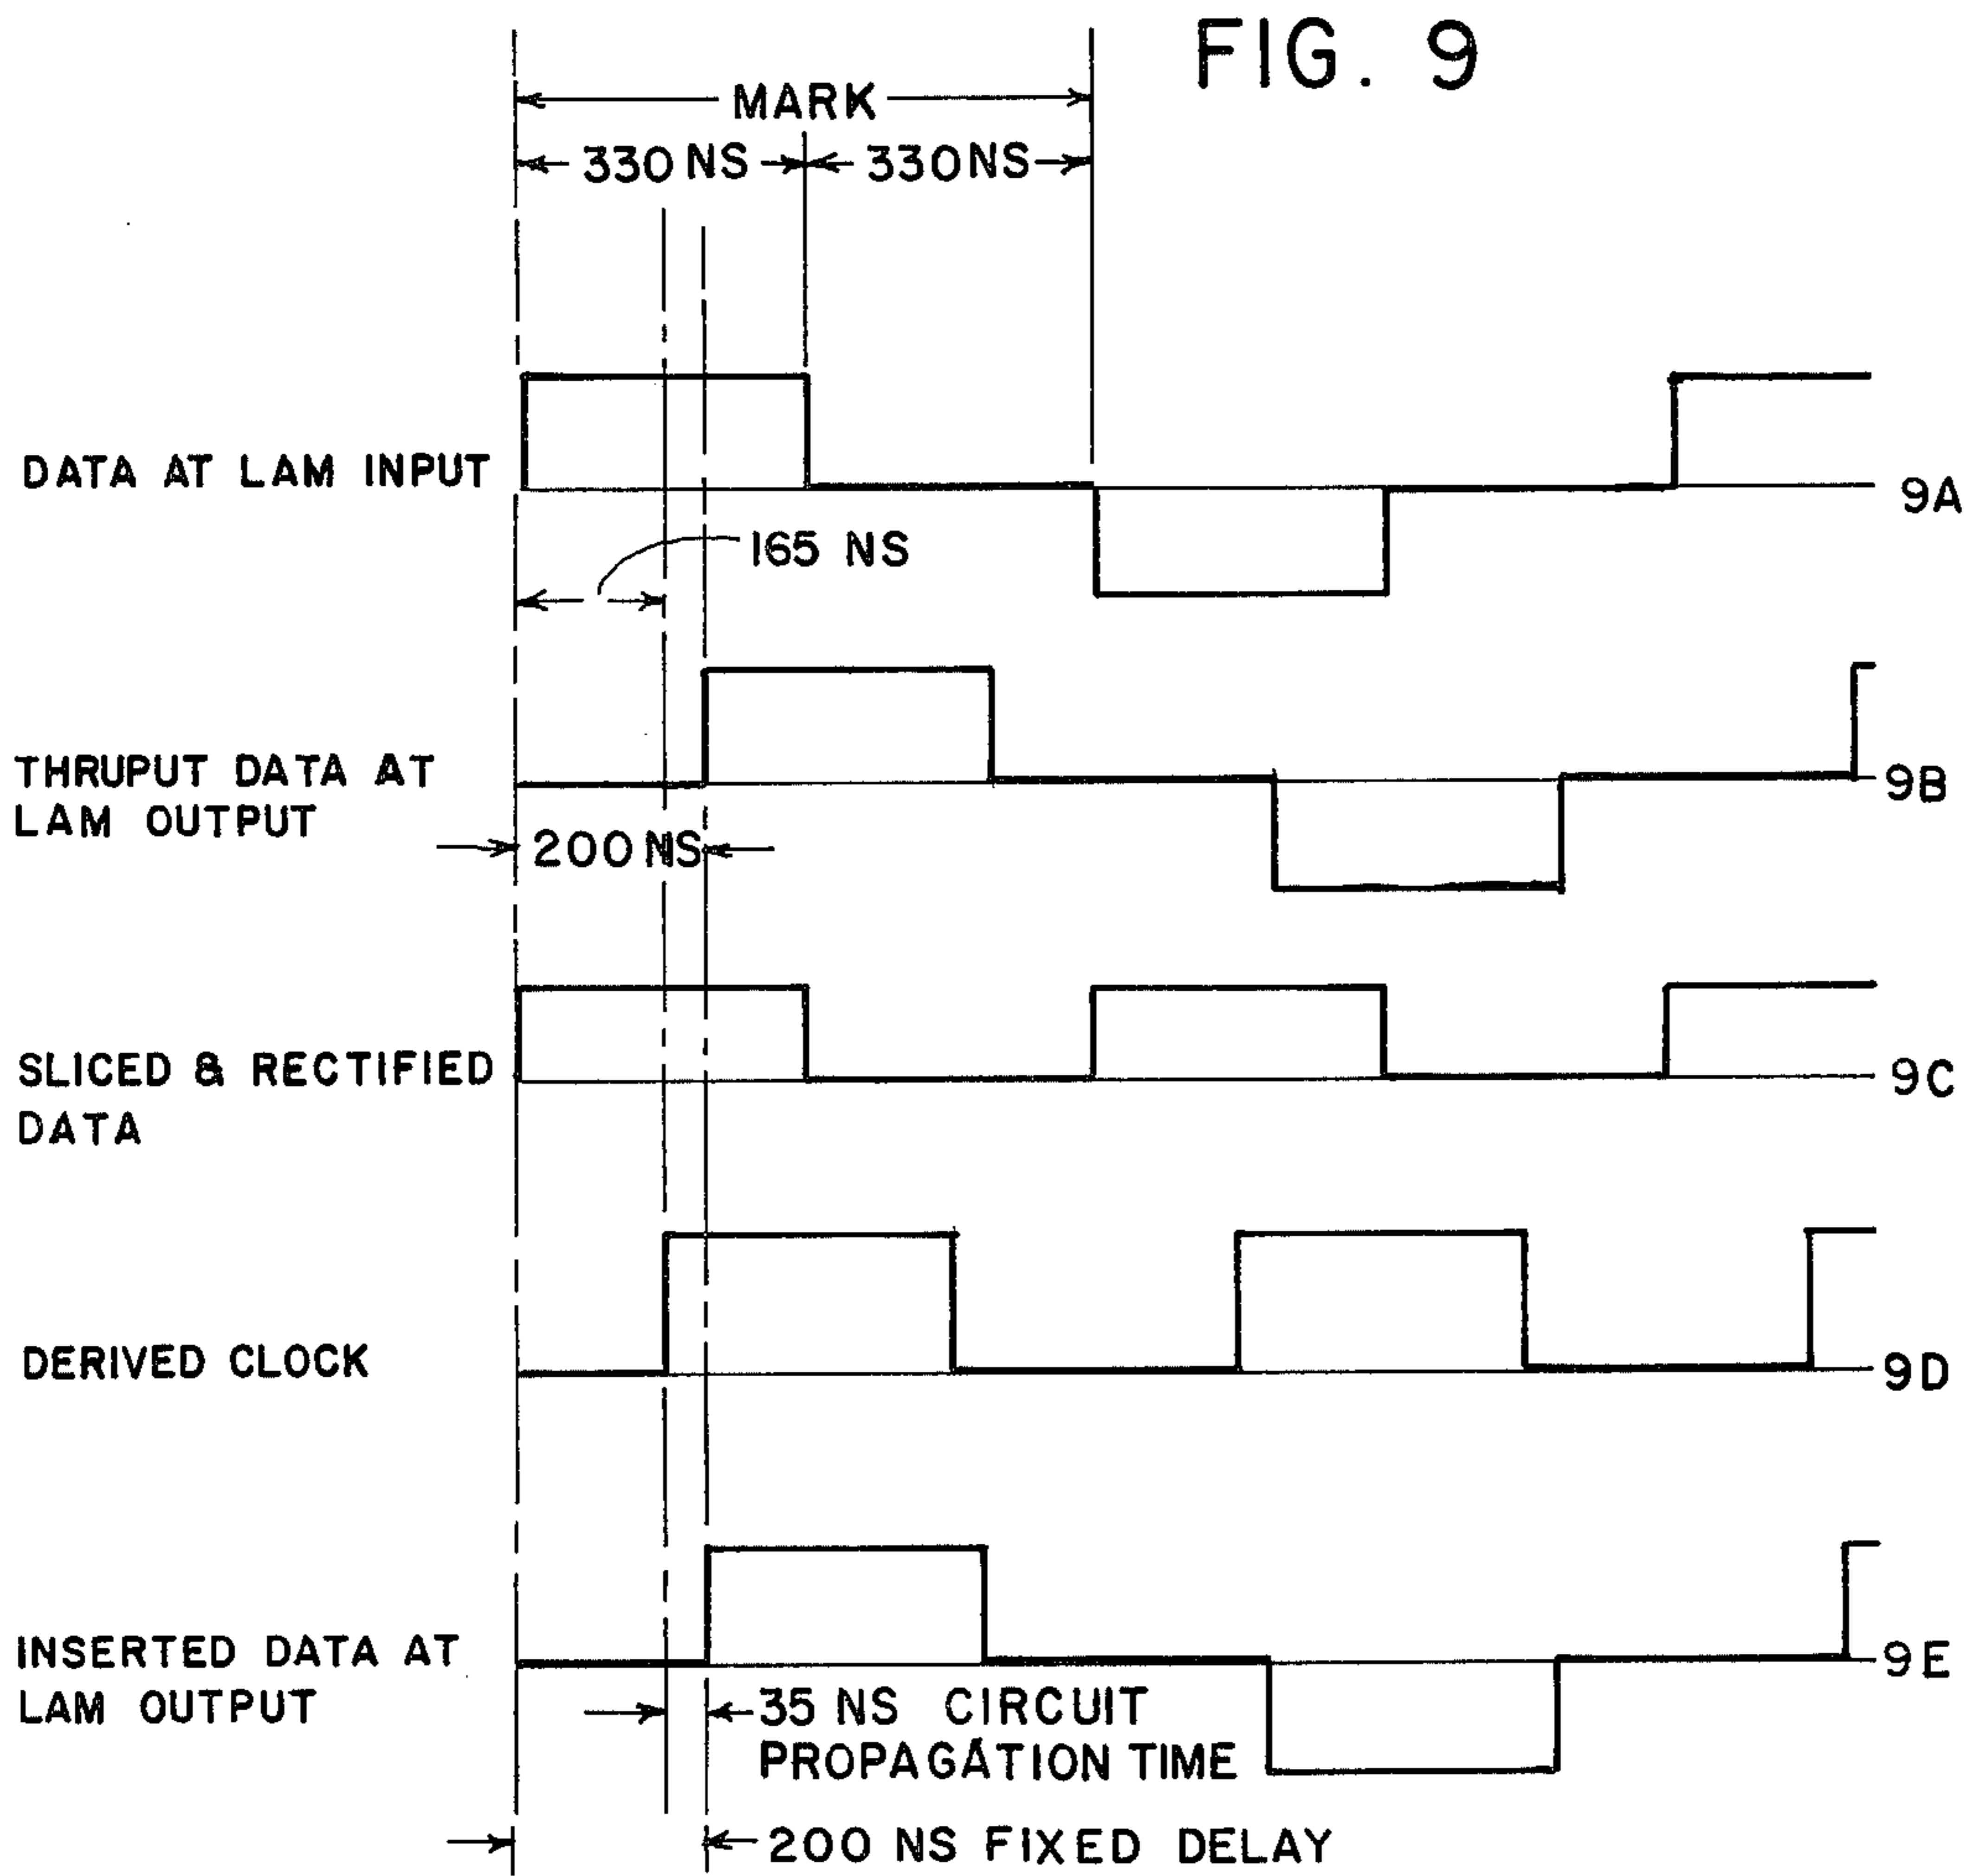 FIG. 9
MARK
330 NS
330 NS
DATA AT LAM INPUT
9A
165 NS
THRUPUT DATA AT
LAM OUTPUT
9B
200 NS
SLICED & RECTIFIED
DATA
9C
DERIVED CLOCK
9D
INSERTED DATA AT
LAM OUTPUT
9E
35 NS CIRCUIT
PROPAGATION TIME
200 NS FIXED DELAY